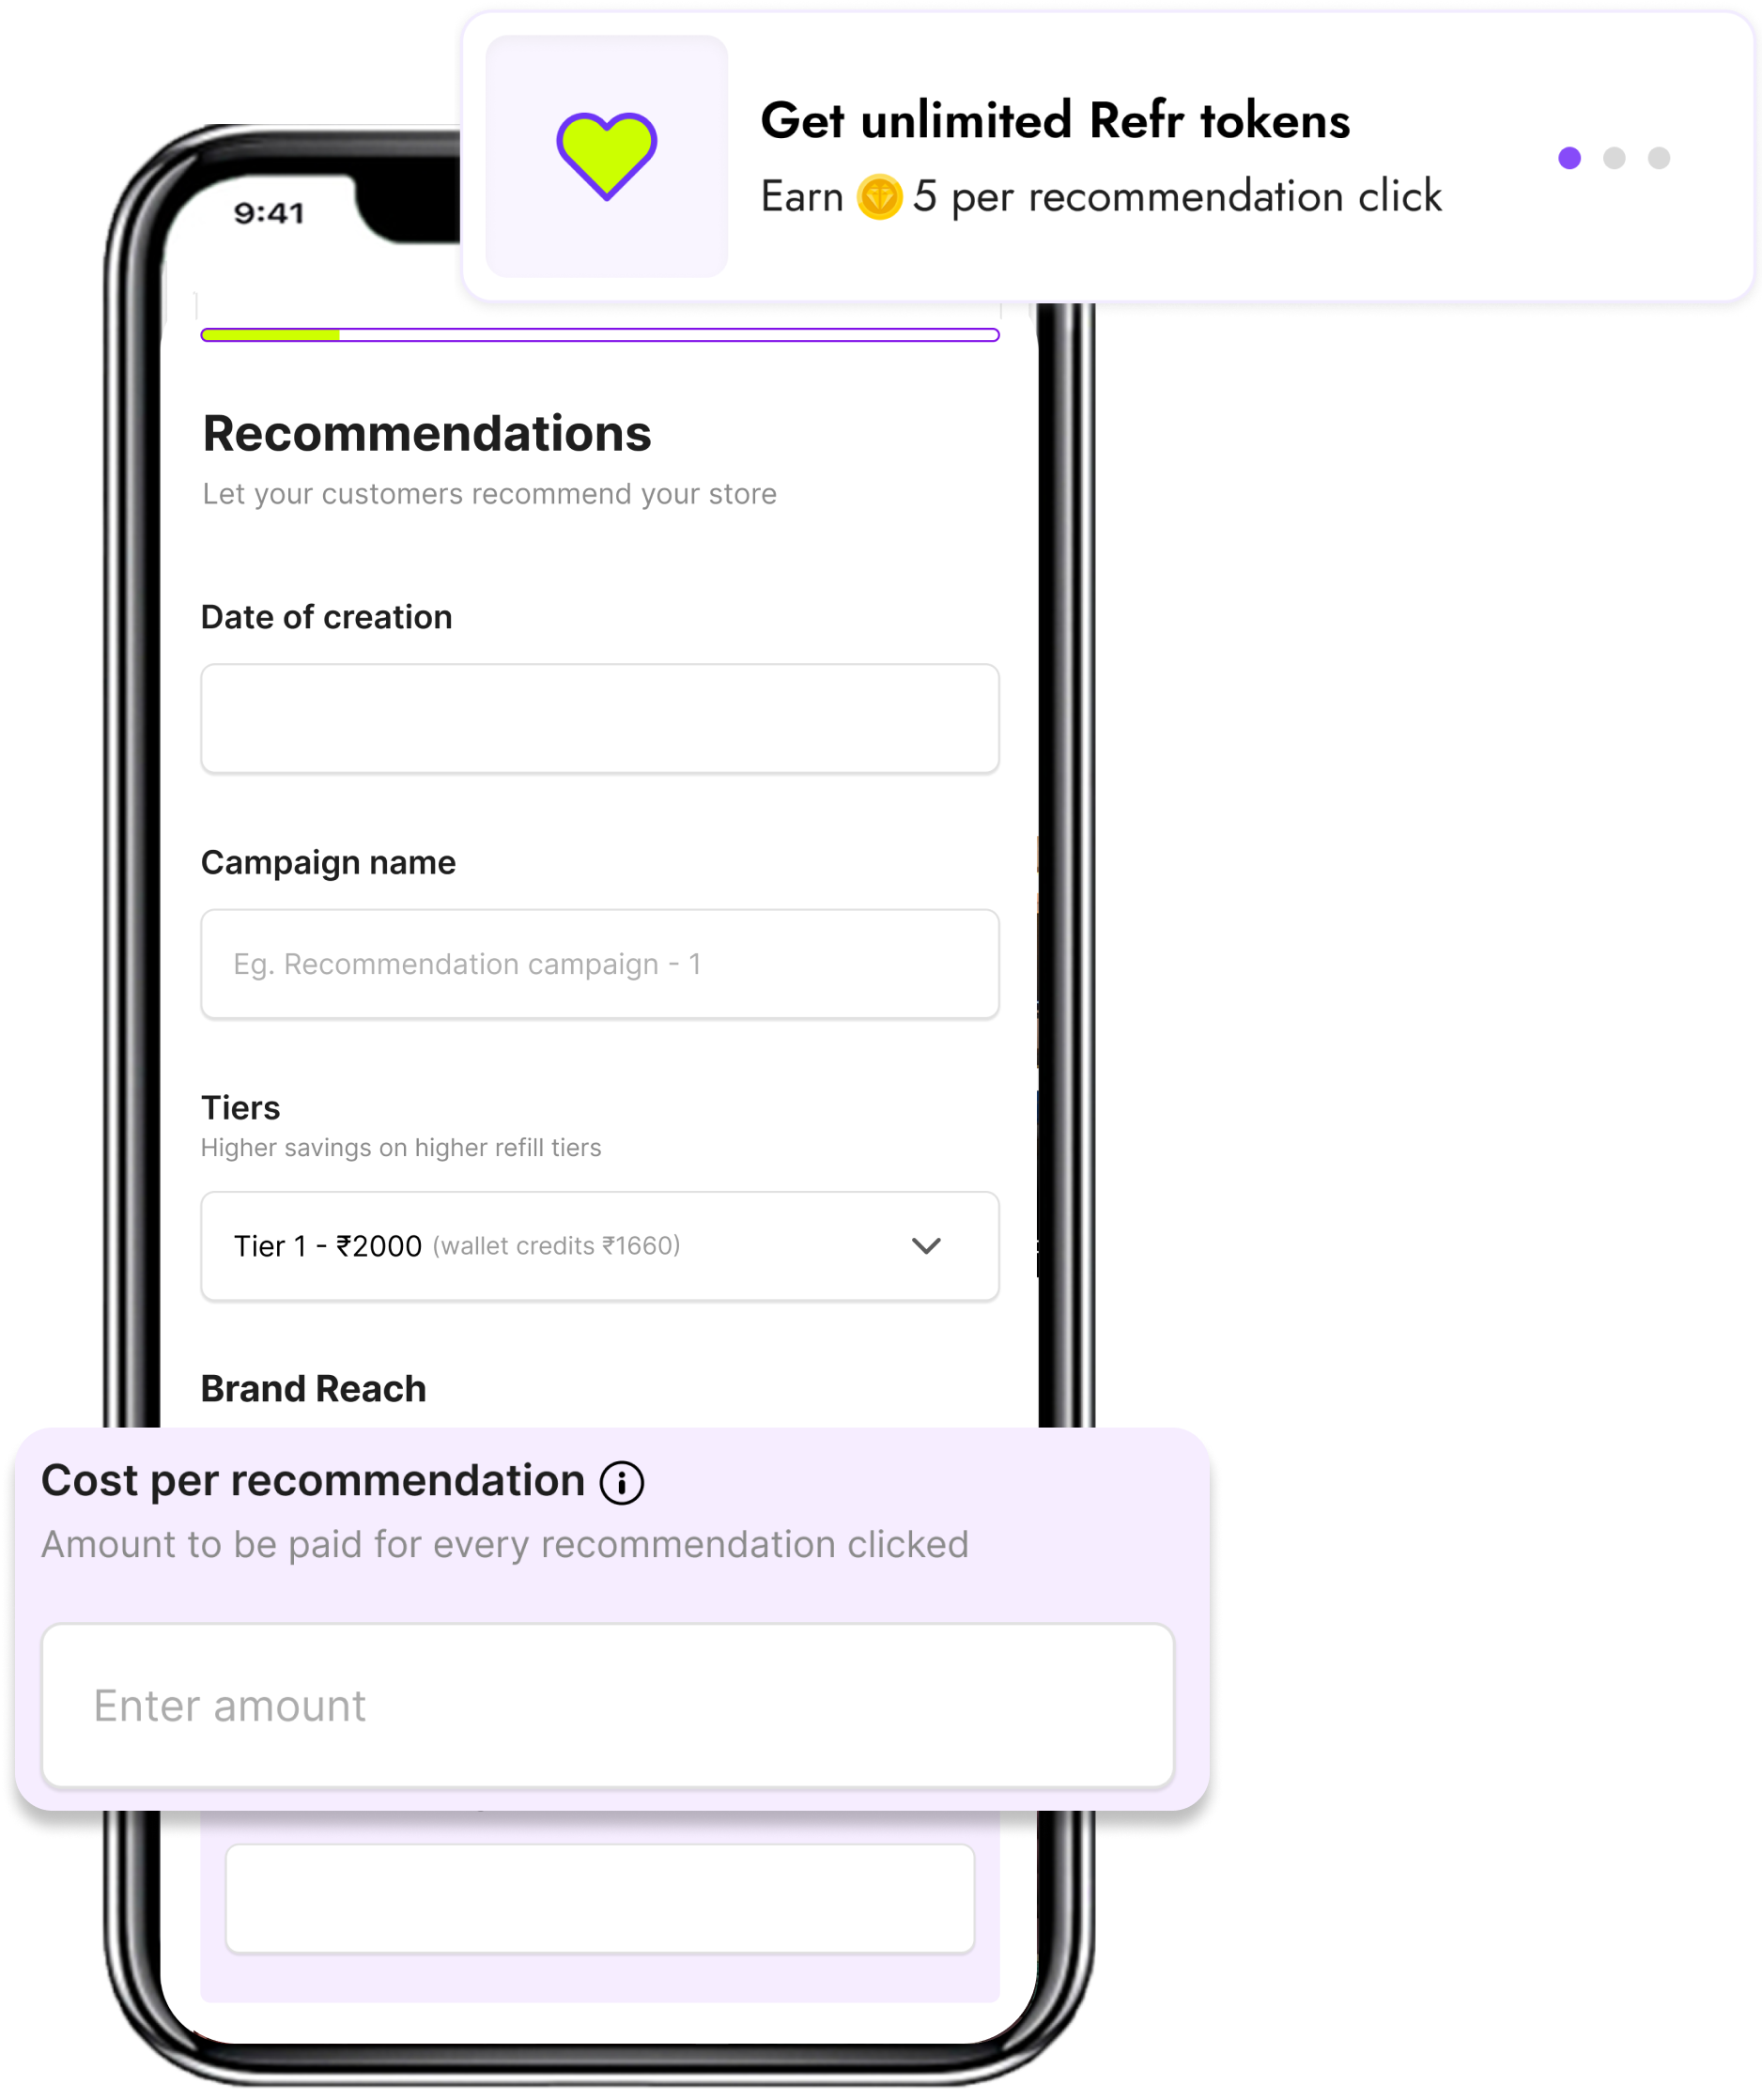 Get unlimited Refr tokens
Earn 5 per recommendation click
9:41
Recommendations
Let your customers recommend your store
Date of creation
Campaign name
Eg. Recommendation campaign - 1
Tiers
Higher savings on higher refill tiers
Tier 1 - ₹2000 (wallet credits ₹1660)
Brand Reach
Cost per recommendation
Amount to be paid for every recommendation clicked
Enter amount